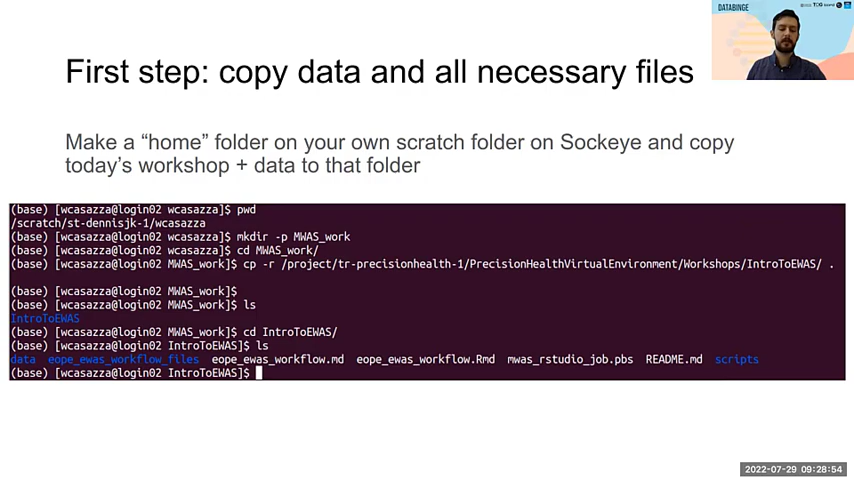 DATABINGE
First step: copy data and all necessary files
Make a “home” folder on your own scratch folder on Sockeye and copy
today’s workshop + data to that folder
(base) [wcasazza@login02 wcasazza]$ pwd
/scratch/st-dennisjk-1/wcasazza
(base) [wcasazza@login02 wcasazza]$ mkdir -p MWAS_work
(base) [wcasazza@login02 wcasazza]$ cd MWAS_work/
(base) [wcasazza@login02 MWAS_work]$ cp -r /project/tr-precisionhealth-1/PrecisionHealthVirtualEnvironment/Workshops/IntroToEWAS/ .
(base) [wcasazza@login02 MWAS_work]$
(base) [wcasazza@login02 MWAS_work]$ ls
IntroToEWAS
(base) [wcasazza@login02 MWAS_work]$ cd IntroToEWAS/
(base) [wcasazza@login02 IntroToEWAS]$ ls
data eope_ewas_workflow_files eope_ewas_workflow.md eope_ewas_workflow.Rmd mwas_rstudio_job.pbs README.md scripts
(base) [wcasazza@login02 IntroToEWAS]$
2022-07-29 09:28:54